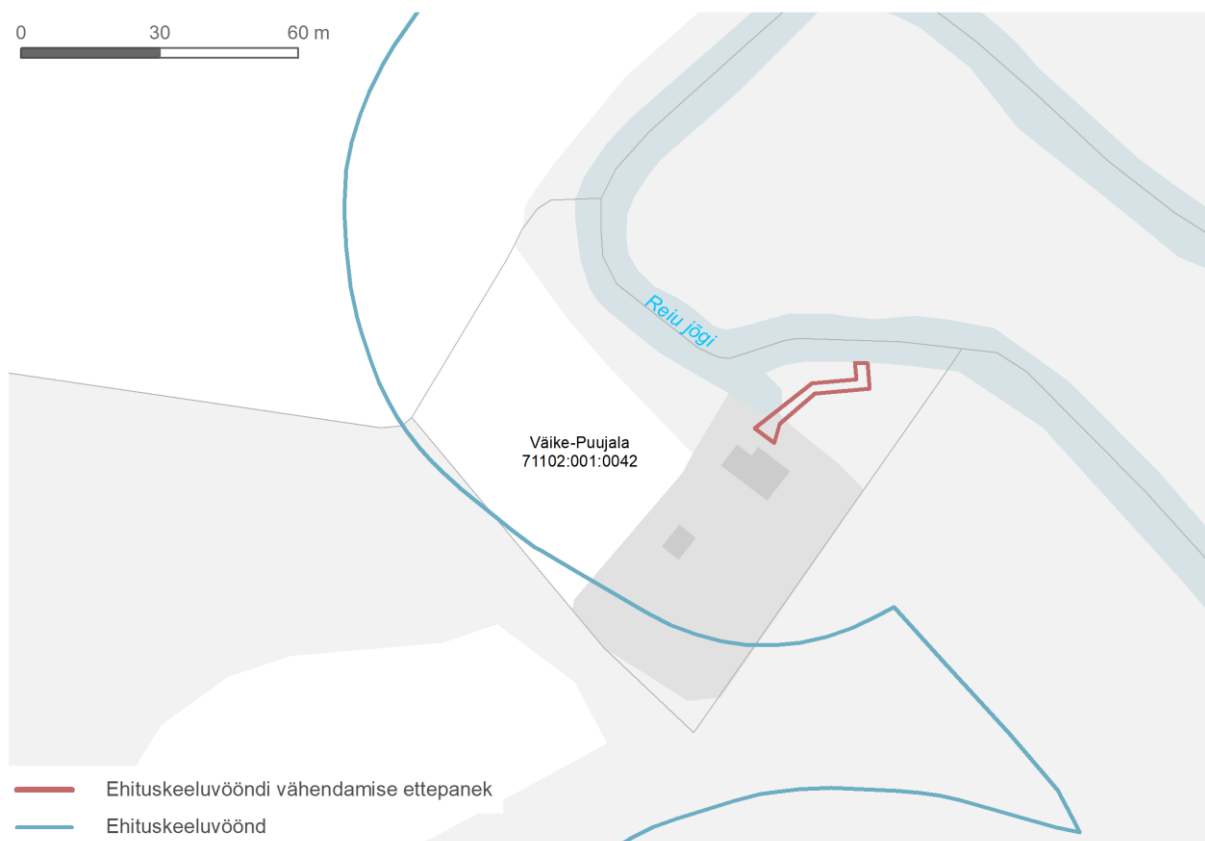 0 30 60 m
Reiu jõgi
Väike-Puujala
71102:001:0042
Ehituskeeluvööndi vähendamise ettepanek
Ehituskeeluvöönd